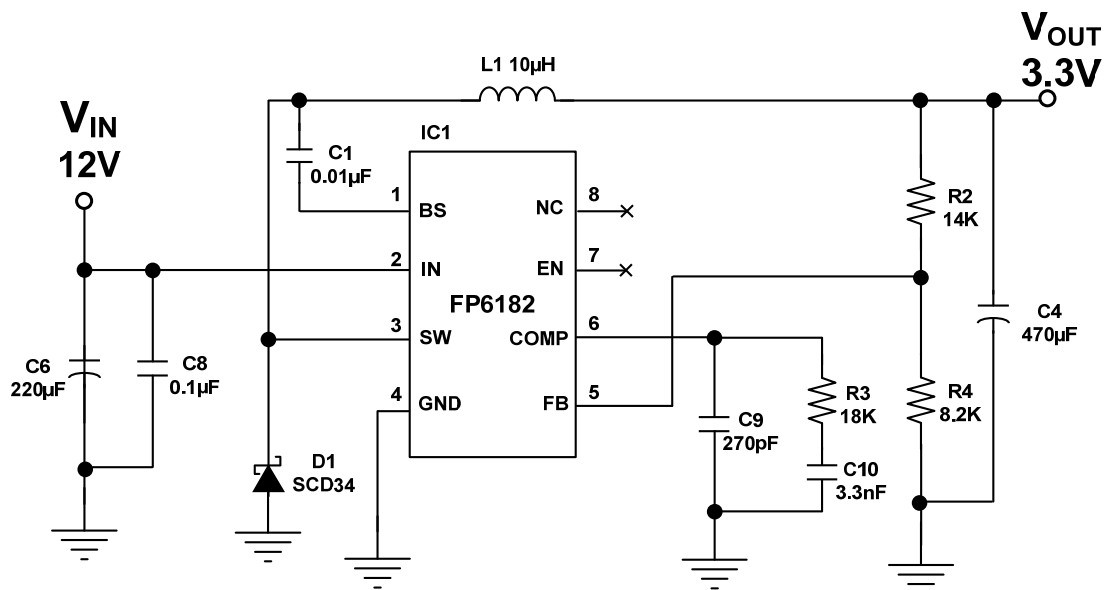 V_OUT
3.3V
L1 10µH
IC1
V_IN
12V
C1
0.01µF
1
BS
NC
8
2
IN
EN
7
FP6182
3
SW
COMP
6
4
GND
FB
5
R2
14K
C4
470µF
C6
220µF
C8
0.1µF
R3
18K
R4
8.2K
C9
270pF
C10
3.3nF
D1
SCD34